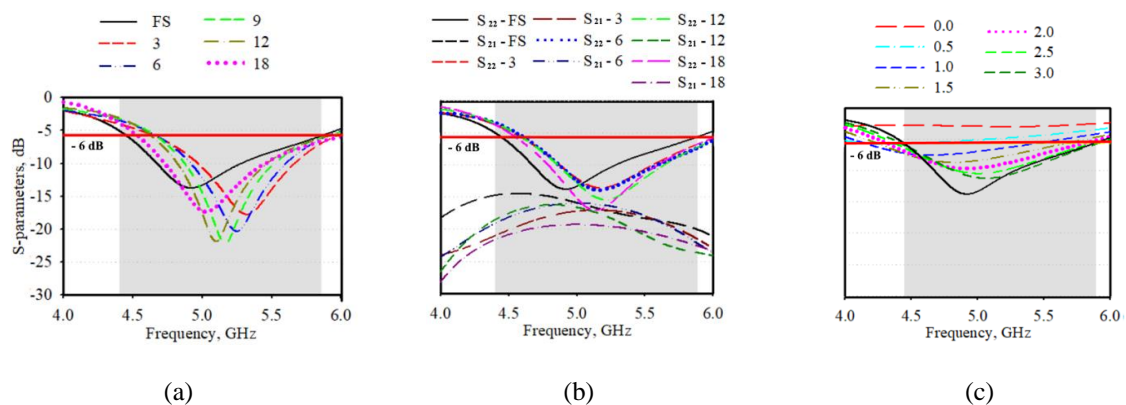 FS
9
3
12
6
18
0
-5
-10
-15
-20
-25
-30
- 6 dB
S-parameters, dB
4.0 4.5 5.0 5.5 6.0
Frequency, GHz
(a)
S22 - FS
S21 - 3
S22 - 12
S21 - FS
S22 - 6
S21 - 12
S22 - 3
S21 - 6
S22 - 18
S21 - 18
- 6 dB
4.0 4.5 5.0 5.5 6.0
Frequency, GHz
(b)
0.0
2.0
0.5
2.5
1.0
3.0
1.5
- 6 dB
4.0 4.5 5.0 5.5 6.0
Frequency, GHz
(c)